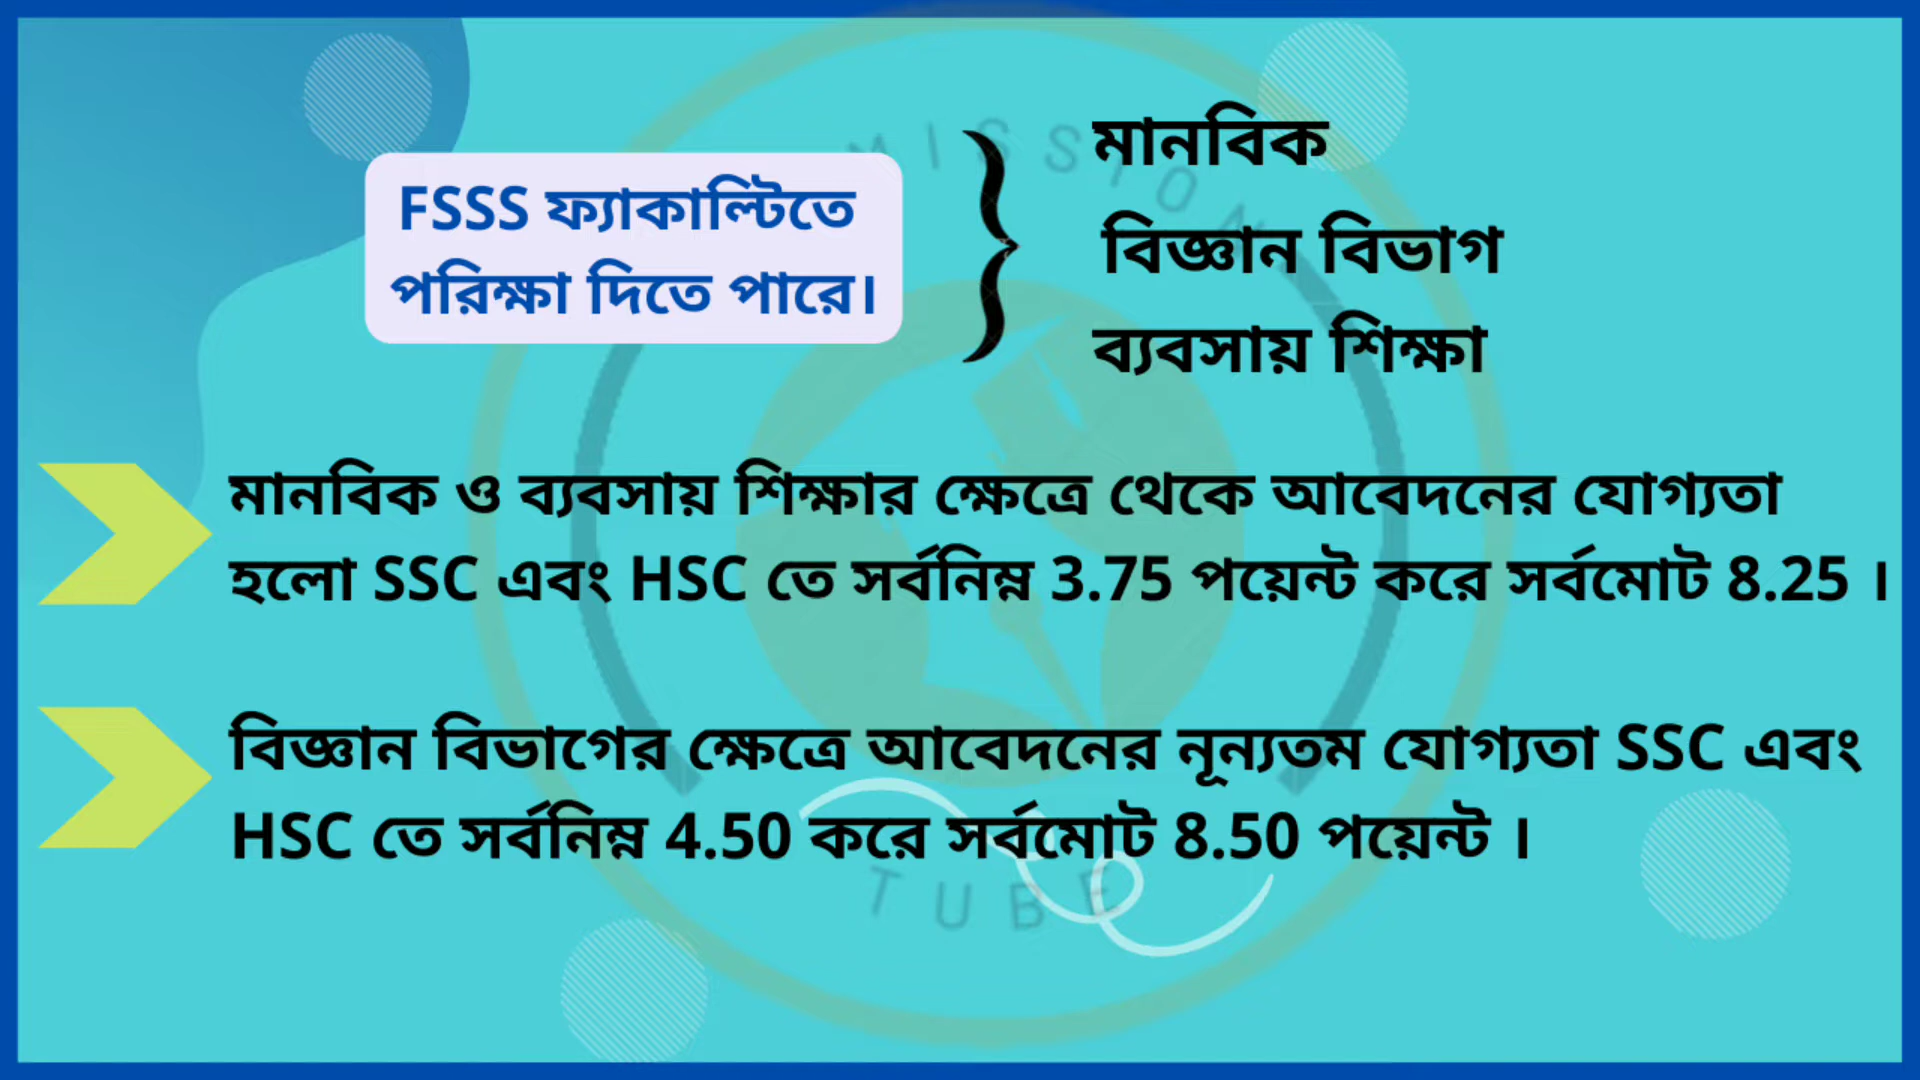 FSSS ফ্যাকাল্টিতে
পরিক্ষা দিতে পারে।
মানবিক
বিজ্ঞান বিভাগ
ব্যবসায় শিক্ষা
মানবিক ও ব্যবসায় শিক্ষার ক্ষেত্রে থেকে আবেদনের যোগ্যতা
হলো SSC এবং HSC তে সর্বনিম্ন 3.75 পয়েন্ট করে সর্বমোট 8.25 ।
বিজ্ঞান বিভাগের ক্ষেত্রে আবেদনের নূন্যতম যোগ্যতা SSC এবং
HSC তে সর্বনিম্ন 4.50 করে সর্বমোট 8.50 পয়েন্ট ।
MISSION
TUBE